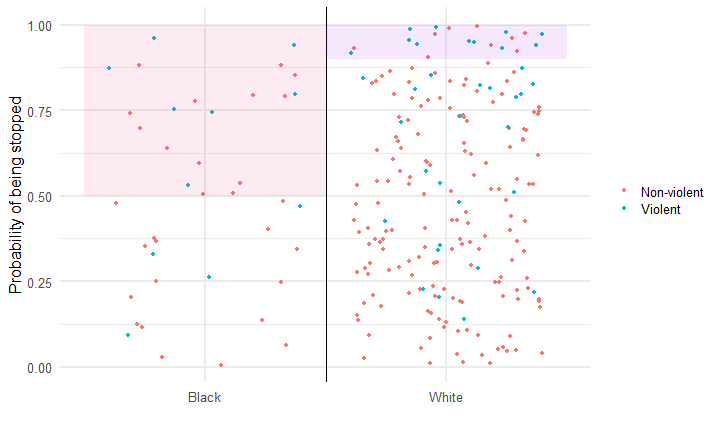 1.00
0.75
0.50
0.25
0.00
Probability of being stopped
Black
White
Non-violent
Violent